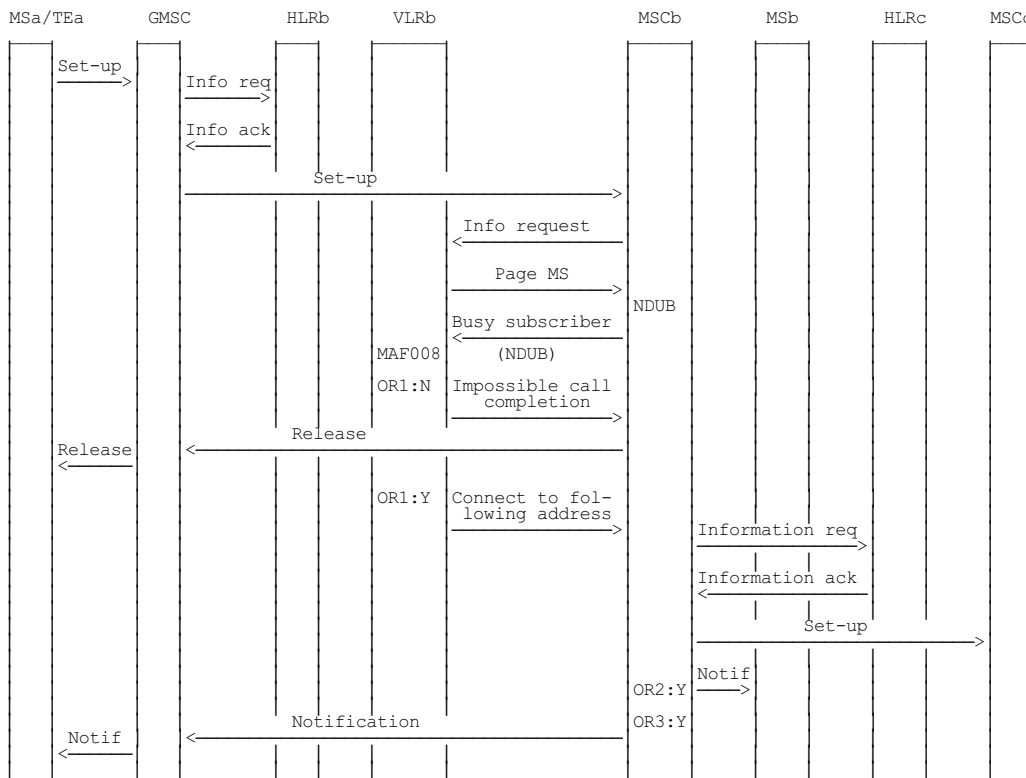 MSa/TEa GMSC HLRb VLRb MSCb MSb HLRc MSCc
Set-up
Info req
Info ack
Set-up
Info request
Page MS
NDUB
Busy subscriber
MAF008 (NDUB)
OR1:N Impossible call
completion
Release
Release
OR1:Y Connect to fol-
lowing address
Information req
Information ack
Set-up
Notif
OR2:Y
Notification OR3:Y
Notif